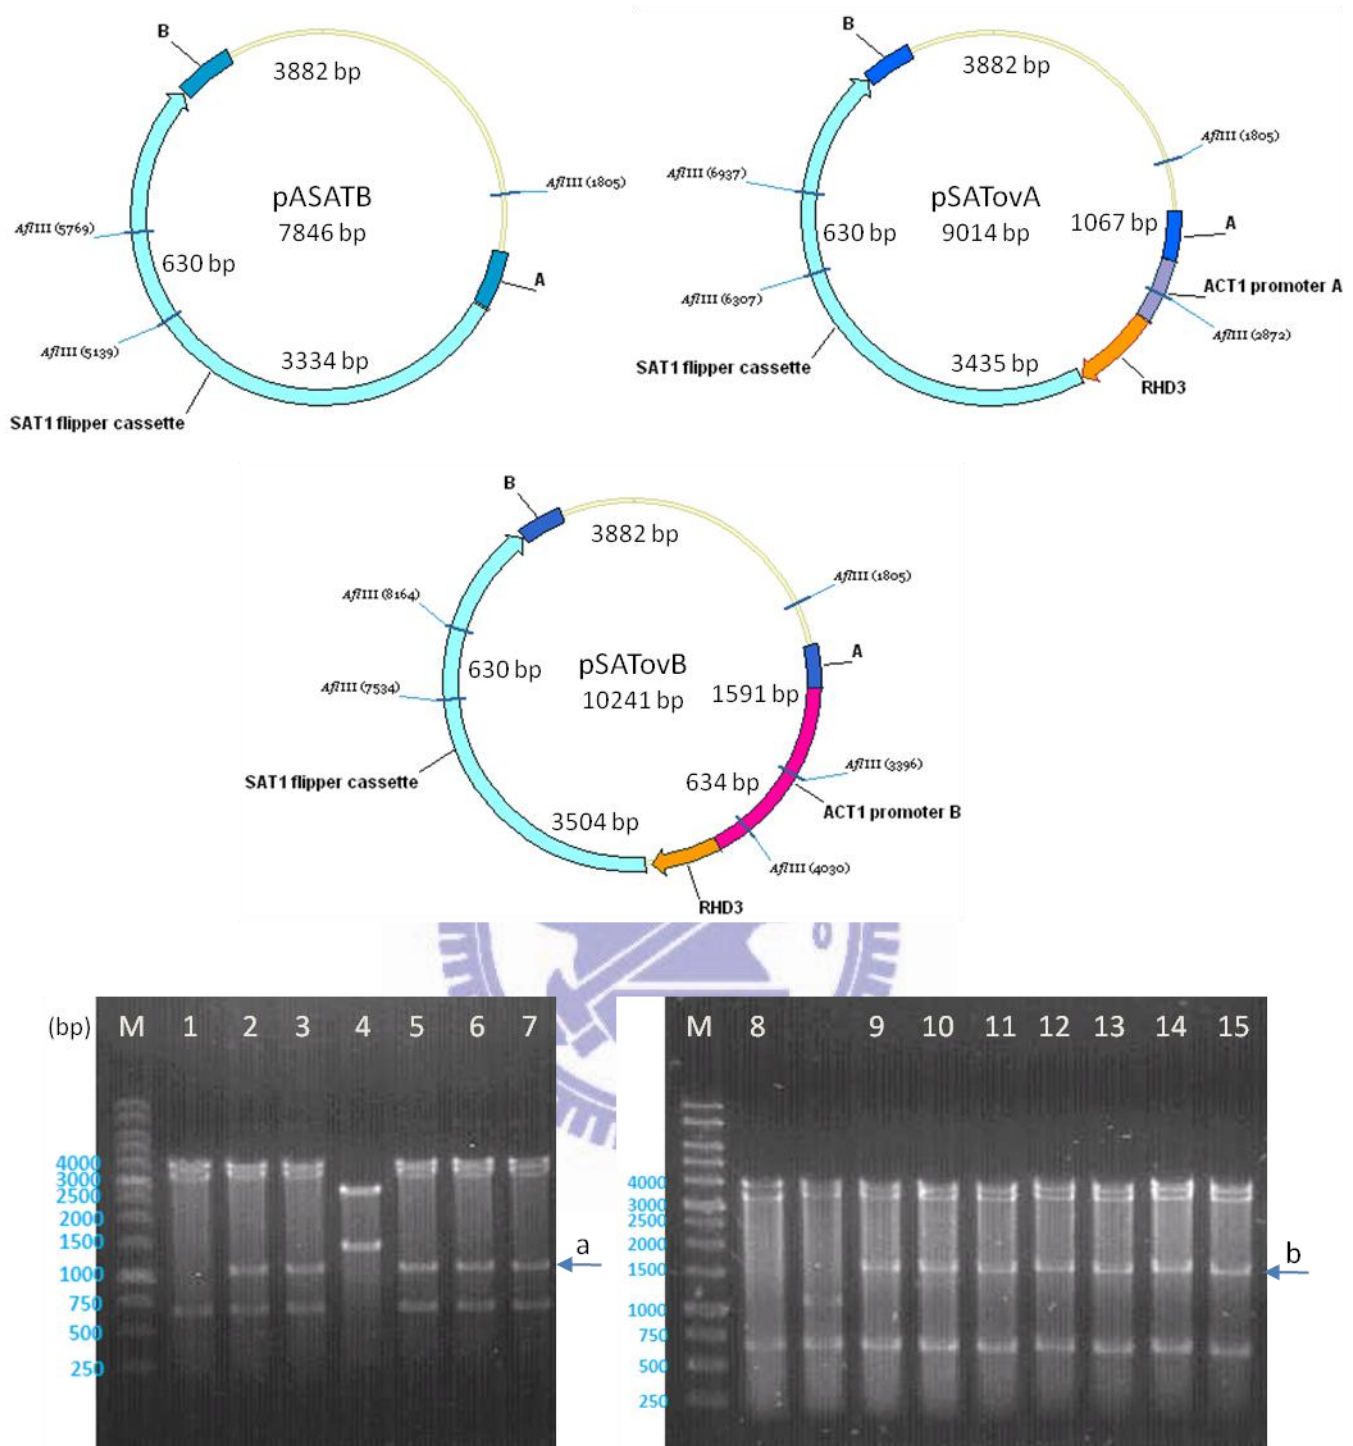 B
3882 bp
AflIII (1805)
pASATB
7846 bp
AflIII (5769)
630 bp
A
AflIII (5139)
3334 bp
SAT1 flipper cassette
B
3882 bp
AflIII (1805)
AflIII (6937)
pSATovA
9014 bp
1067 bp
A
630 bp
ACT1 promoter A
AflIII (6307)
AflIII (2872)
3435 bp
SAT1 flipper cassette
RHD3
B
3882 bp
AflIII (1805)
AflIII (8164)
A
630 bp
pSATovB
10241 bp
1591 bp
AflIII (7534)
AflIII (3396)
SAT1 flipper cassette
634 bp
ACT1 promoter B
3504 bp
AflIII (4030)
RHD3
(bp) M 1 2 3 4 5 6 7
4000
3000
2500
2000
1500
a
1000
750
500
250
M 8 9 10 11 12 13 14 15
4000
3000
2500
2000
1500
b
1000
750
500
250